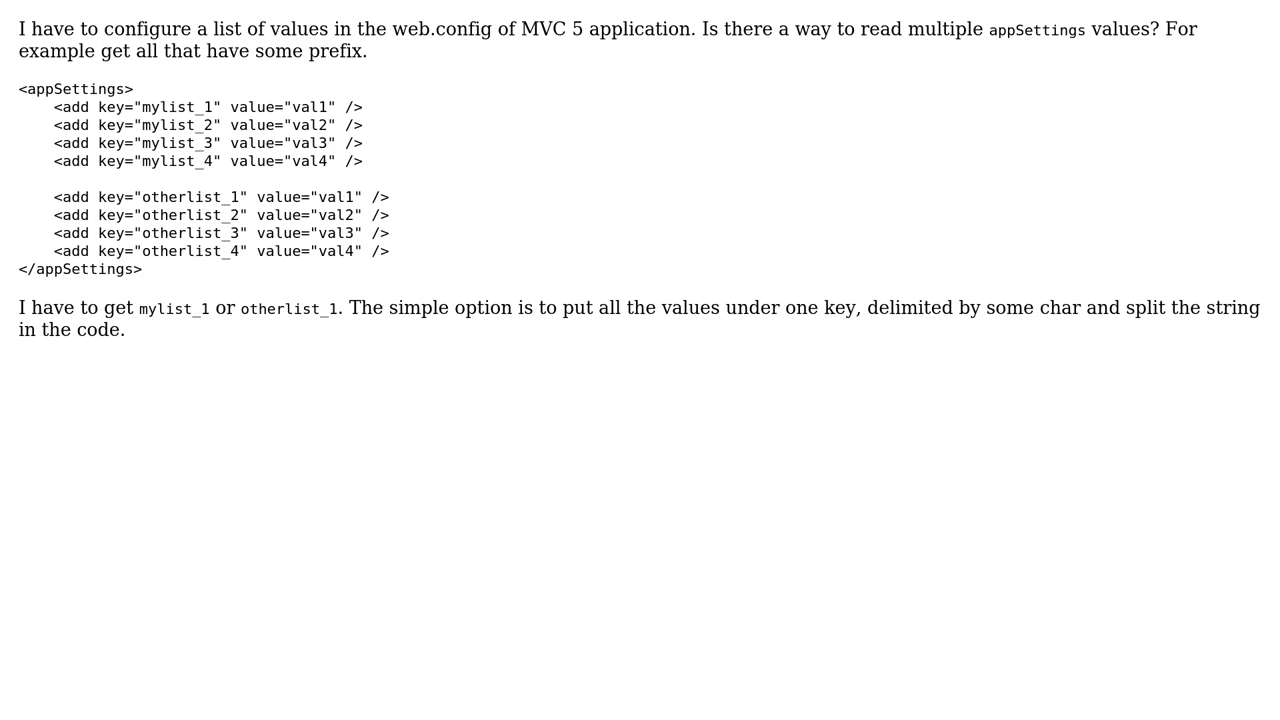 I have to configure a list of values in the web.config of MVC 5 application. Is there a way to read multiple appSettings values? For
example get all that have some prefix.
<appSettings>
    <add key="mylist_1" value="val1" />
    <add key="mylist_2" value="val2" />
    <add key="mylist_3" value="val3" />
    <add key="mylist_4" value="val4" />

    <add key="otherlist_1" value="val1" />
    <add key="otherlist_2" value="val2" />
    <add key="otherlist_3" value="val3" />
    <add key="otherlist_4" value="val4" />
</appSettings>
I have to get mylist_1 or otherlist_1. The simple option is to put all the values under one key, delimited by some char and split the string
in the code.